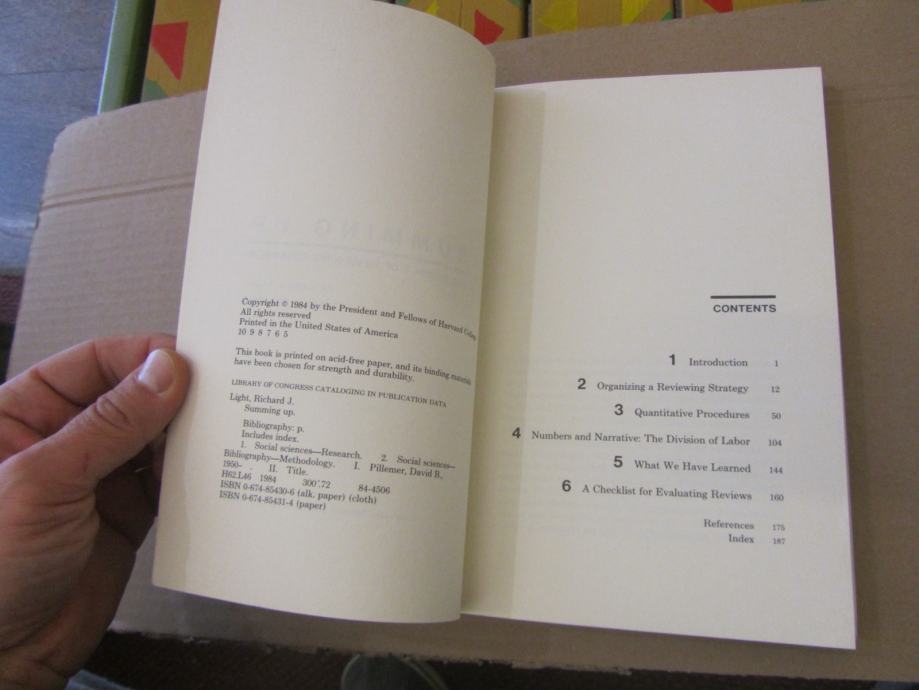 Copyright © 1984 by the President and Fellows of Harvard College
All rights reserved
Printed in the United States of America
10 9 8 7 6 5
This book is printed on acid-free paper, and its binding materials
have been chosen for strength and durability.
LIBRARY OF CONGRESS CATALOGING IN PUBLICATION DATA
Light, Richard J.
Summing up.
Bibliography: p.
Includes index.
1. Social sciences—Research. 2. Social sciences—
Bibliography—Methodology. I. Pillemer, David B.,
1950- . II. Title.
H62.L46 1984 300'.72 84-4506
ISBN 0-674-85430-6 (alk. paper) (cloth)
ISBN 0-674-85431-4 (paper)
CONTENTS
1 Introduction 1
2 Organizing a Reviewing Strategy 12
3 Quantitative Procedures 50
4 Numbers and Narrative: The Division of Labor 104
5 What We Have Learned 144
6 A Checklist for Evaluating Reviews 160
References 175
Index 187